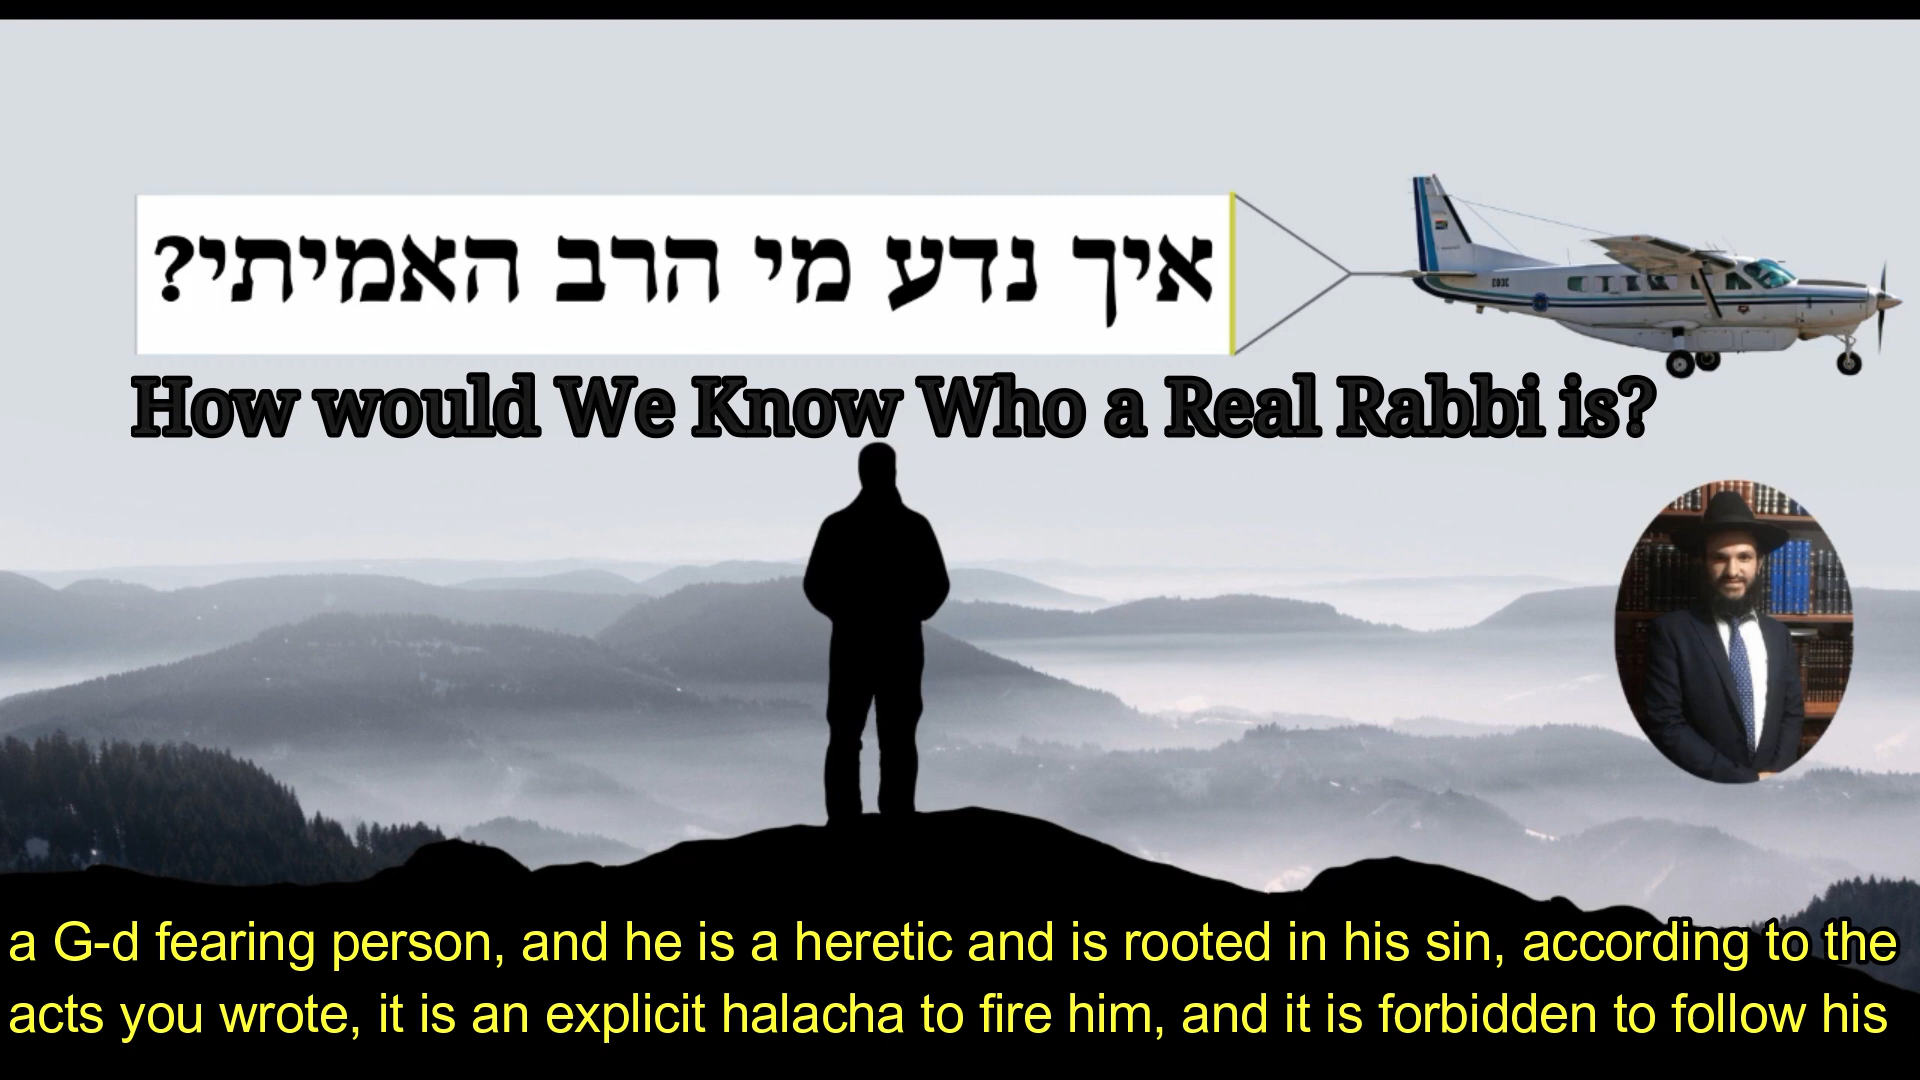 איך נדע מי הרב האמיתי?
How would We Know Who a Real Rabbi is?
a G-d fearing person, and he is a heretic and is rooted in his sin, according to the
acts you wrote, it is an explicit halacha to fire him, and it is forbidden to follow his